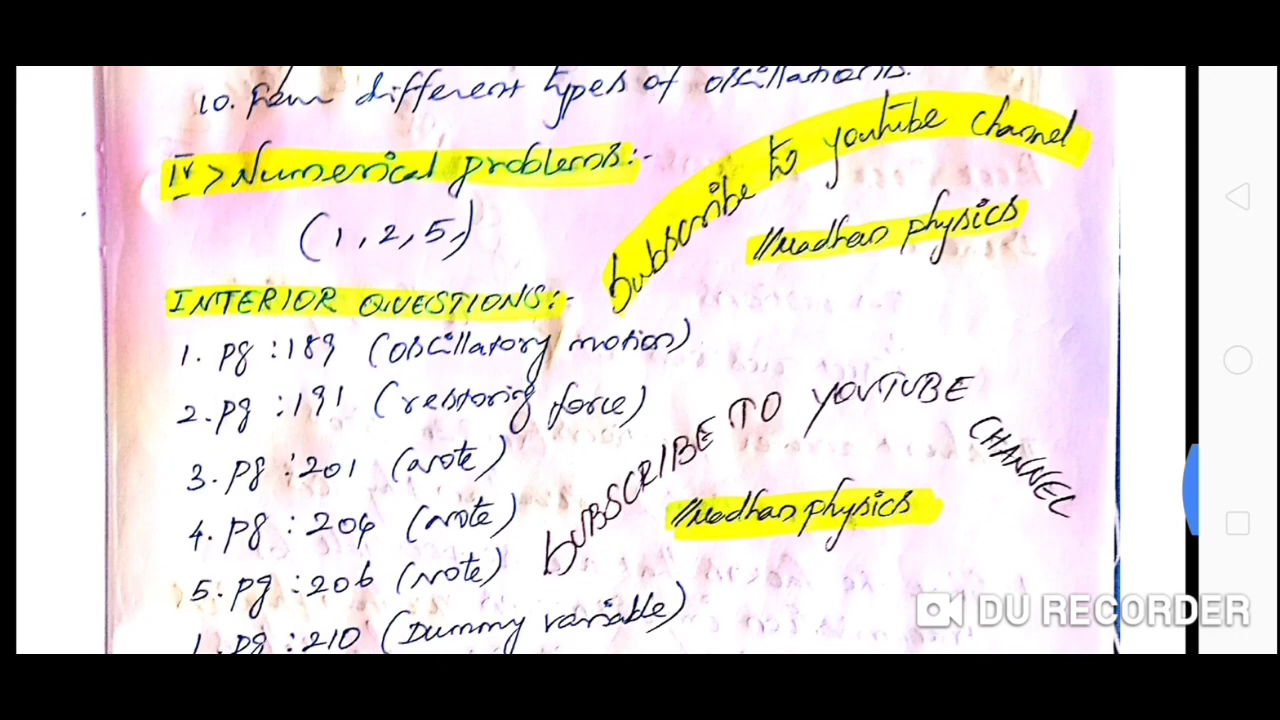 10. Four different types of oscillations.
IV > Numerical problems:-
(1, 2, 5,)
Subscribe to youtube channel
//Madhan physics
INTERIOR QUESTIONS:-
1. pg : 189 (oscillatory motion)
2. pg : 191 (restoring force)
3. pg : 201 (note)
4. pg : 204 (note)
5. pg : 206 (note)
pg : 210 (Dummy variable)
SUBSCRIBE TO YOUTUBE CHANNEL
//Madhan physics
DU RECORDER